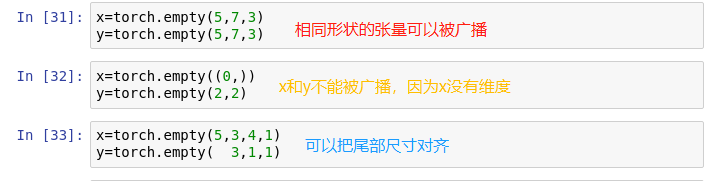 In [31]: x=torch.empty(5,7,3)
y=torch.empty(5,7,3)
相同形状的张量可以被广播
In [32]: x=torch.empty((0,))
y=torch.empty(2,2)
x和y不能被广播，因为x没有维度
In [33]: x=torch.empty(5,3,4,1)
y=torch.empty(  3,1,1)
可以把尾部尺寸对齐